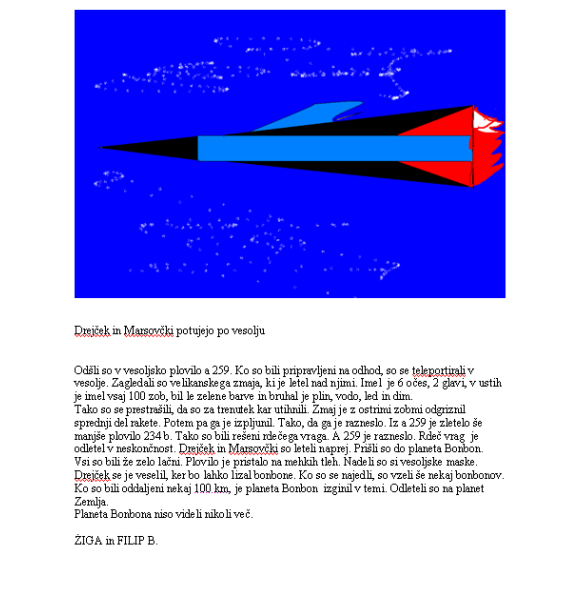 Drejček in Marsovčki potujejo po vesolju
Odšli so v vesoljsko plovilo a 259. Ko so bili pripravljeni na odhod, so se teleportirali v
vesolje. Zagledali so velikanskega zmaja, ki je letel nad njimi. Imel je 6 očes, 2 glavi, v ustih
je imel vsaj 100 zob, bil le zelene barve in bruhal je plin, vodo, led in dim.
Tako so se prestrašili, da so za trenutek kar utihnili. Zmaj je z ostrimi zobmi odgriznil
sprednji del rakete. Potem pa ga je izpljunil. Tako, da ga je razneslo. Iz a 259 je zletelo še
manjše plovilo 234 b. Tako so bili rešeni rdečega vraga. A 259 je razneslo. Rdeč vrag je
odletel v neskončnost. Drejček in Marsovčki so leteli naprej. Prišli so do planeta Bonbon.
Vsi so bili že zelo lačni. Plovilo je pristalo na mehkih tleh. Nadeli so si vesoljske maske.
Drejček se je veselil, ker bo lahko lizal bonbone. Ko so se najedli, so vzeli še nekaj bonbonov.
Ko so bili oddaljeni nekaj 100 km, je planeta Bonbon izginil v temi. Odleteli so na planet
Zemlja.
Planeta Bonbona niso videli nikoli več.
ŽIGA in FILIP B.